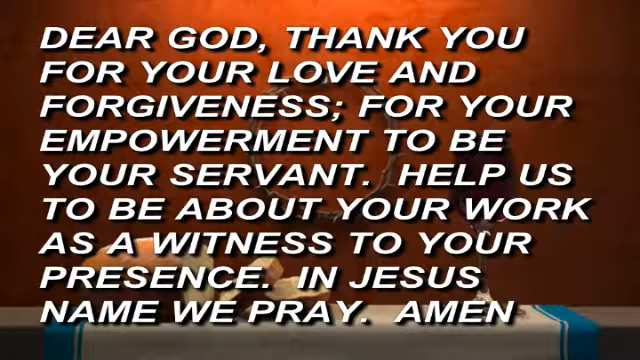 DEAR GOD, THANK YOU
FOR YOUR LOVE AND
FORGIVENESS; FOR YOUR
EMPOWERMENT TO BE
YOUR SERVANT.  HELP US
TO BE ABOUT YOUR WORK
AS A WITNESS TO YOUR
PRESENCE.  IN JESUS
NAME WE PRAY.  AMEN